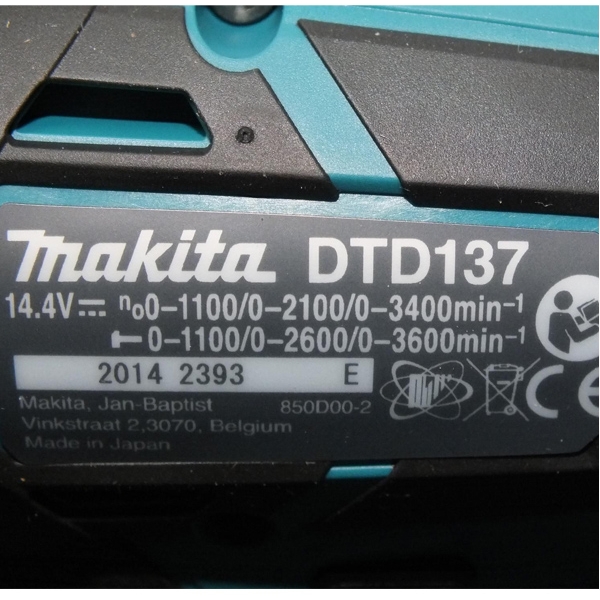 makita DTD137
14.4V⎓ n₀0-1100/0-2100/0-3400min⁻¹
0-1100/0-2600/0-3600min⁻¹
2014 2393 E
Makita, Jan-Baptist 850D00-2
Vinkstraat 2,3070, Belgium
Made in Japan
CE